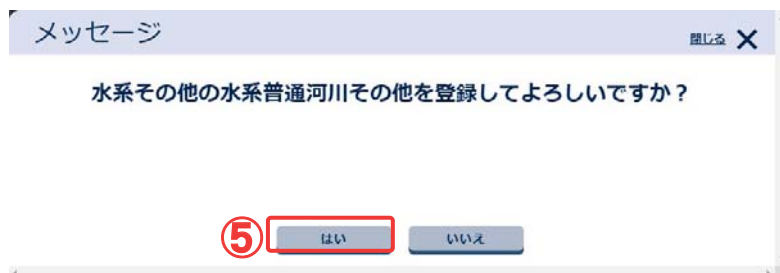 メッセージ
閉じる ✕
水系その他の水系普通河川その他を登録してよろしいですか？
⑤ はい いいえ